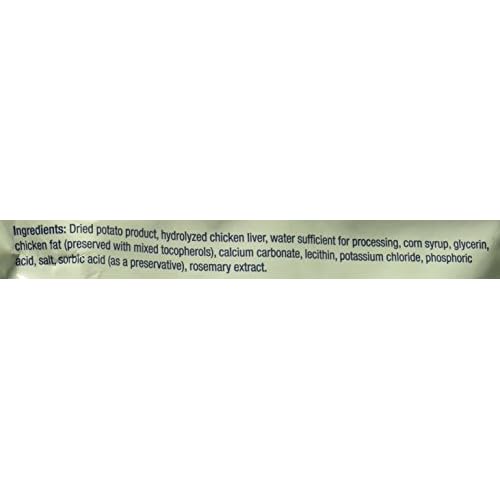 Ingredients: Dried potato product, hydrolyzed chicken liver, water sufficient for processing, corn syrup, glycerin,
chicken fat (preserved with mixed tocopherols), calcium carbonate, lecithin, potassium chloride, phosphoric
acid, salt, sorbic acid (as a preservative), rosemary extract.